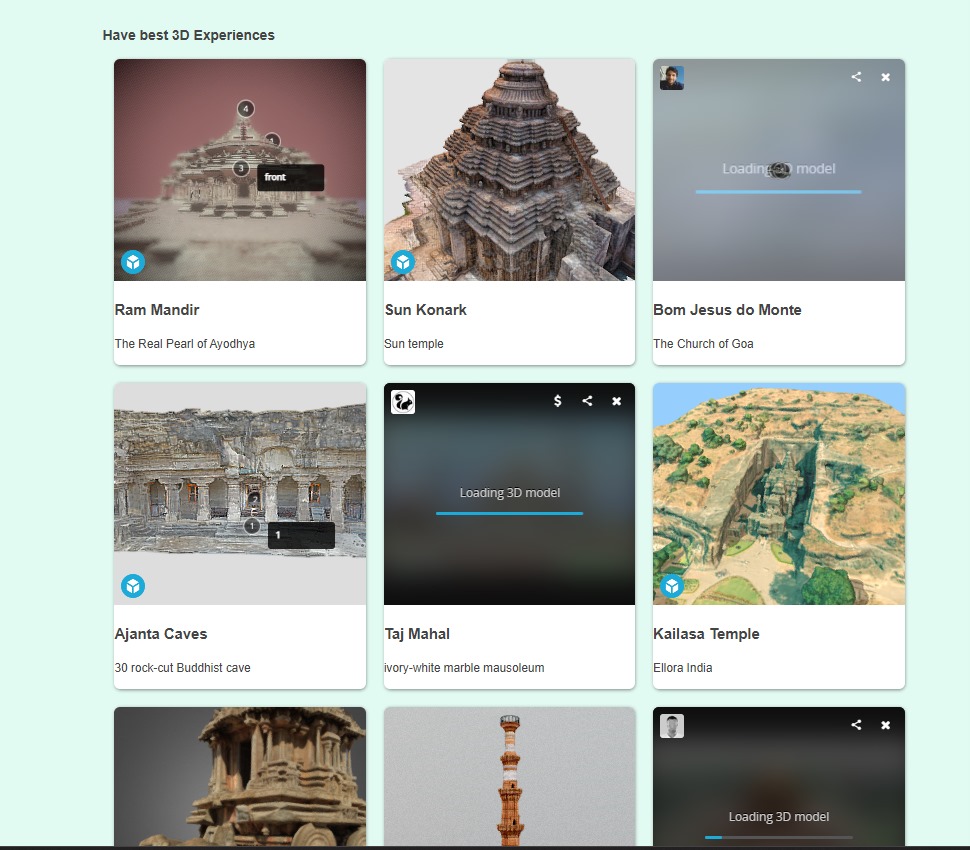 Have best 3D Experiences
4
3
front
Loading 3D model
Ram Mandir
The Real Pearl of Ayodhya
Sun Konark
Sun temple
Bom Jesus do Monte
The Church of Goa
2
1
1
$
Loading 3D model
Ajanta Caves
30 rock-cut Buddhist cave
Taj Mahal
ivory-white marble mausoleum
Kailasa Temple
Ellora India
Loading 3D model